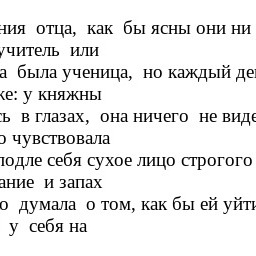 ния отца, как бы ясны они ни
учитель или
а была ученица, но каждый де
ке: у княжны
сь в глазах, она ничего не виде
о чувствовала
подле себя сухое лицо строгого
ание и запах
о думала о том, как бы ей уйти
у себя на